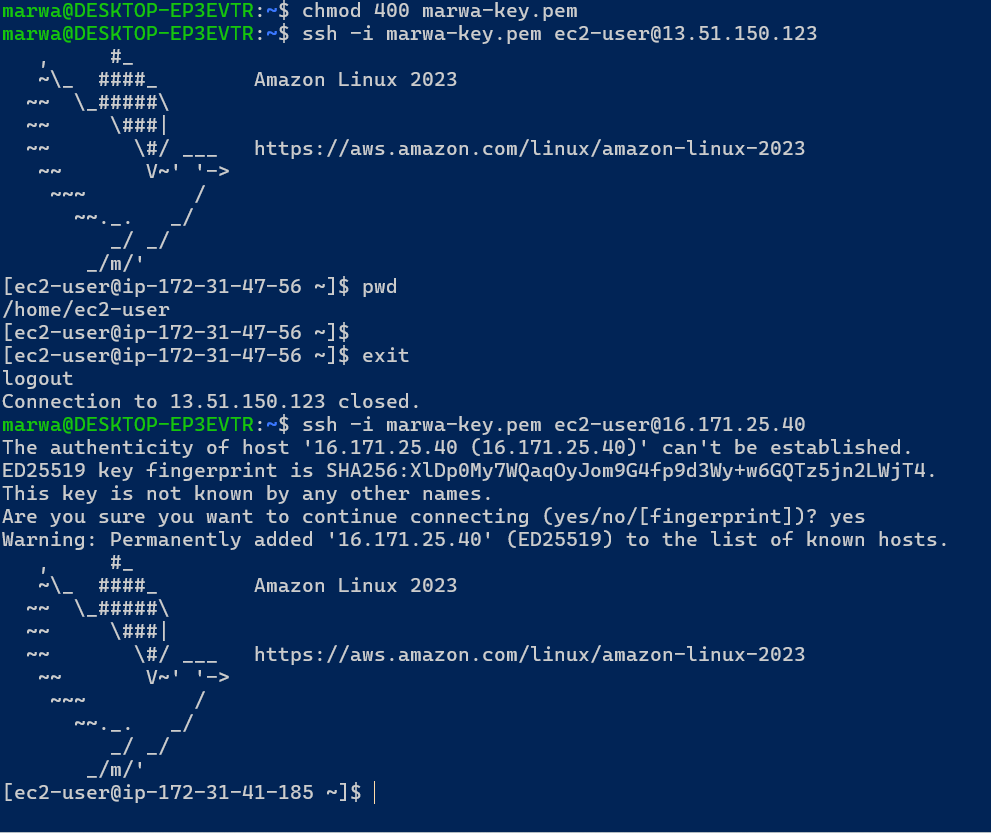 marwa@DESKTOP-EP3EVTR:~$ chmod 400 marwa-key.pem
marwa@DESKTOP-EP3EVTR:~$ ssh -i marwa-key.pem ec2-user@13.51.150.123
   ,     #_
   ~\_  ####_        Amazon Linux 2023
  ~~  \_#####\
  ~~     \###|
  ~~       \#/ ___   https://aws.amazon.com/linux/amazon-linux-2023
   ~~       V~' '->
    ~~~         /
      ~~._.   _/
         _/ _/
       _/m/'
[ec2-user@ip-172-31-47-56 ~]$ pwd
/home/ec2-user
[ec2-user@ip-172-31-47-56 ~]$
[ec2-user@ip-172-31-47-56 ~]$ exit
logout
Connection to 13.51.150.123 closed.
marwa@DESKTOP-EP3EVTR:~$ ssh -i marwa-key.pem ec2-user@16.171.25.40
The authenticity of host '16.171.25.40 (16.171.25.40)' can't be established.
ED25519 key fingerprint is SHA256:XlDp0My7WQaqOyJom9G4fp9d3Wy+w6GQTz5jn2LWjT4.
This key is not known by any other names.
Are you sure you want to continue connecting (yes/no/[fingerprint])? yes
Warning: Permanently added '16.171.25.40' (ED25519) to the list of known hosts.
   ,     #_
   ~\_  ####_        Amazon Linux 2023
  ~~  \_#####\
  ~~     \###|
  ~~       \#/ ___   https://aws.amazon.com/linux/amazon-linux-2023
   ~~       V~' '->
    ~~~         /
      ~~._.   _/
         _/ _/
       _/m/'
[ec2-user@ip-172-31-41-185 ~]$